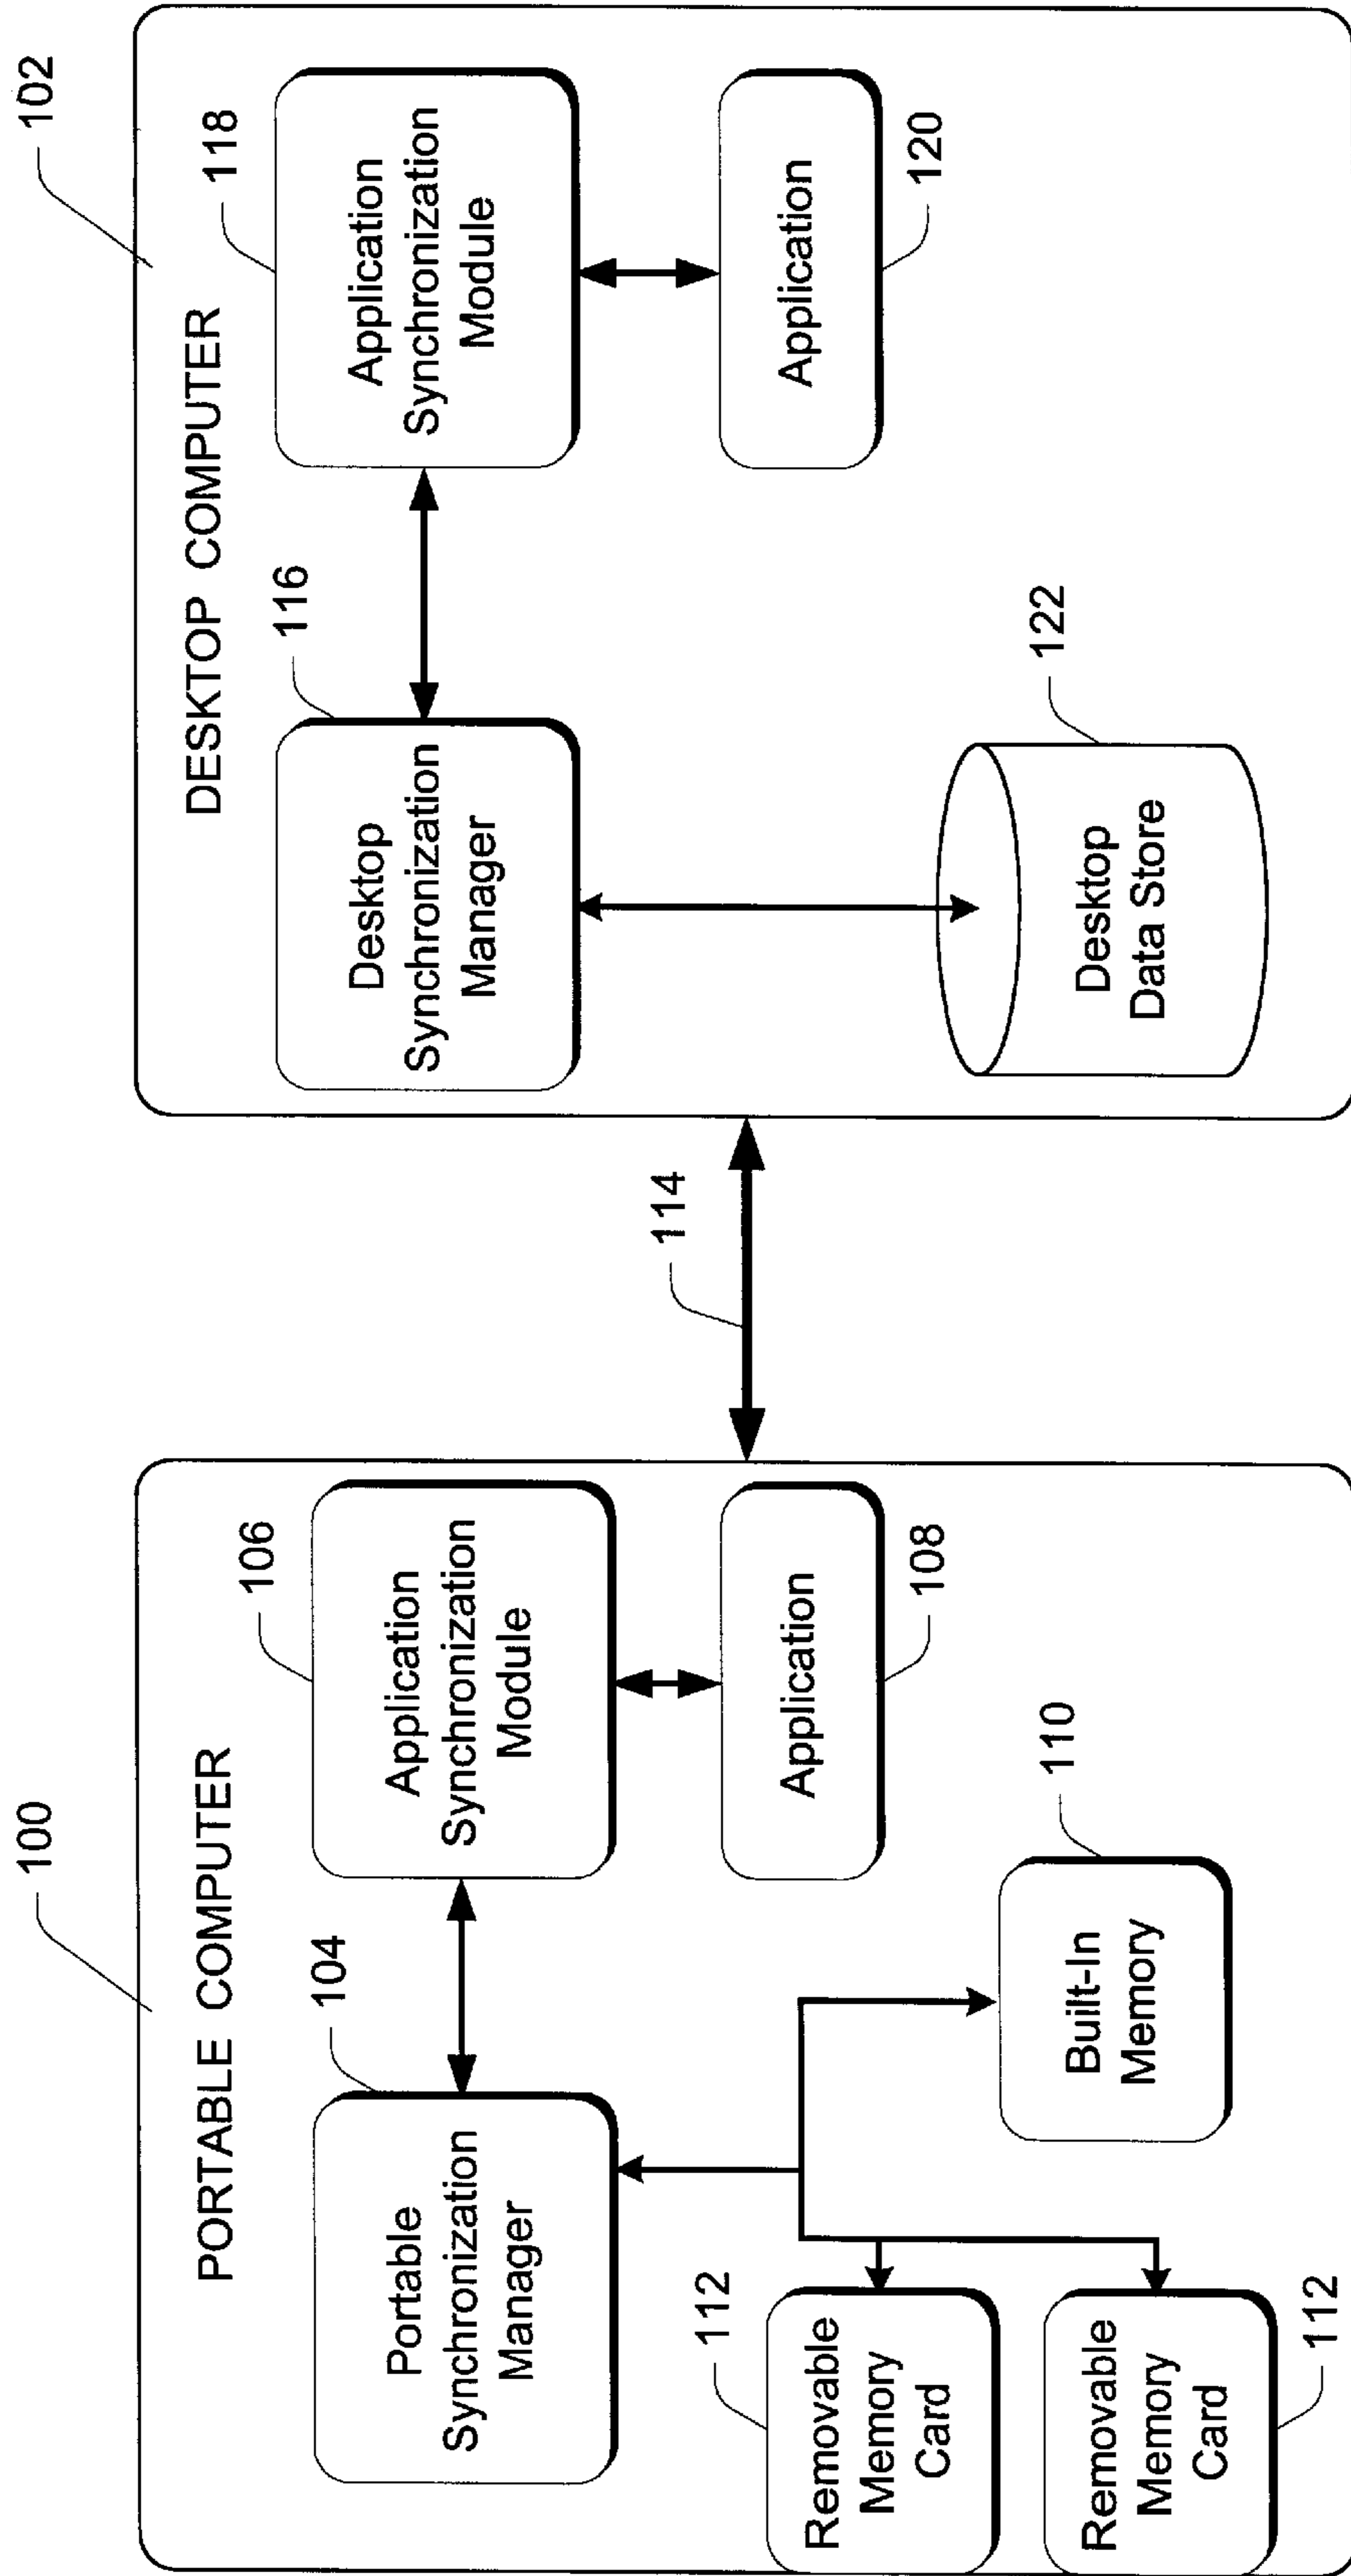 100
PORTABLE COMPUTER
104
Portable
Synchronization
Manager
106
Application
Synchronization
Module
Application
108
112
Removable
Memory
Card
Removable
Memory
Card
112
Built-In
Memory
110
114
102
DESKTOP COMPUTER
116
Desktop
Synchronization
Manager
118
Application
Synchronization
Module
Application
120
Desktop
Data Store
122